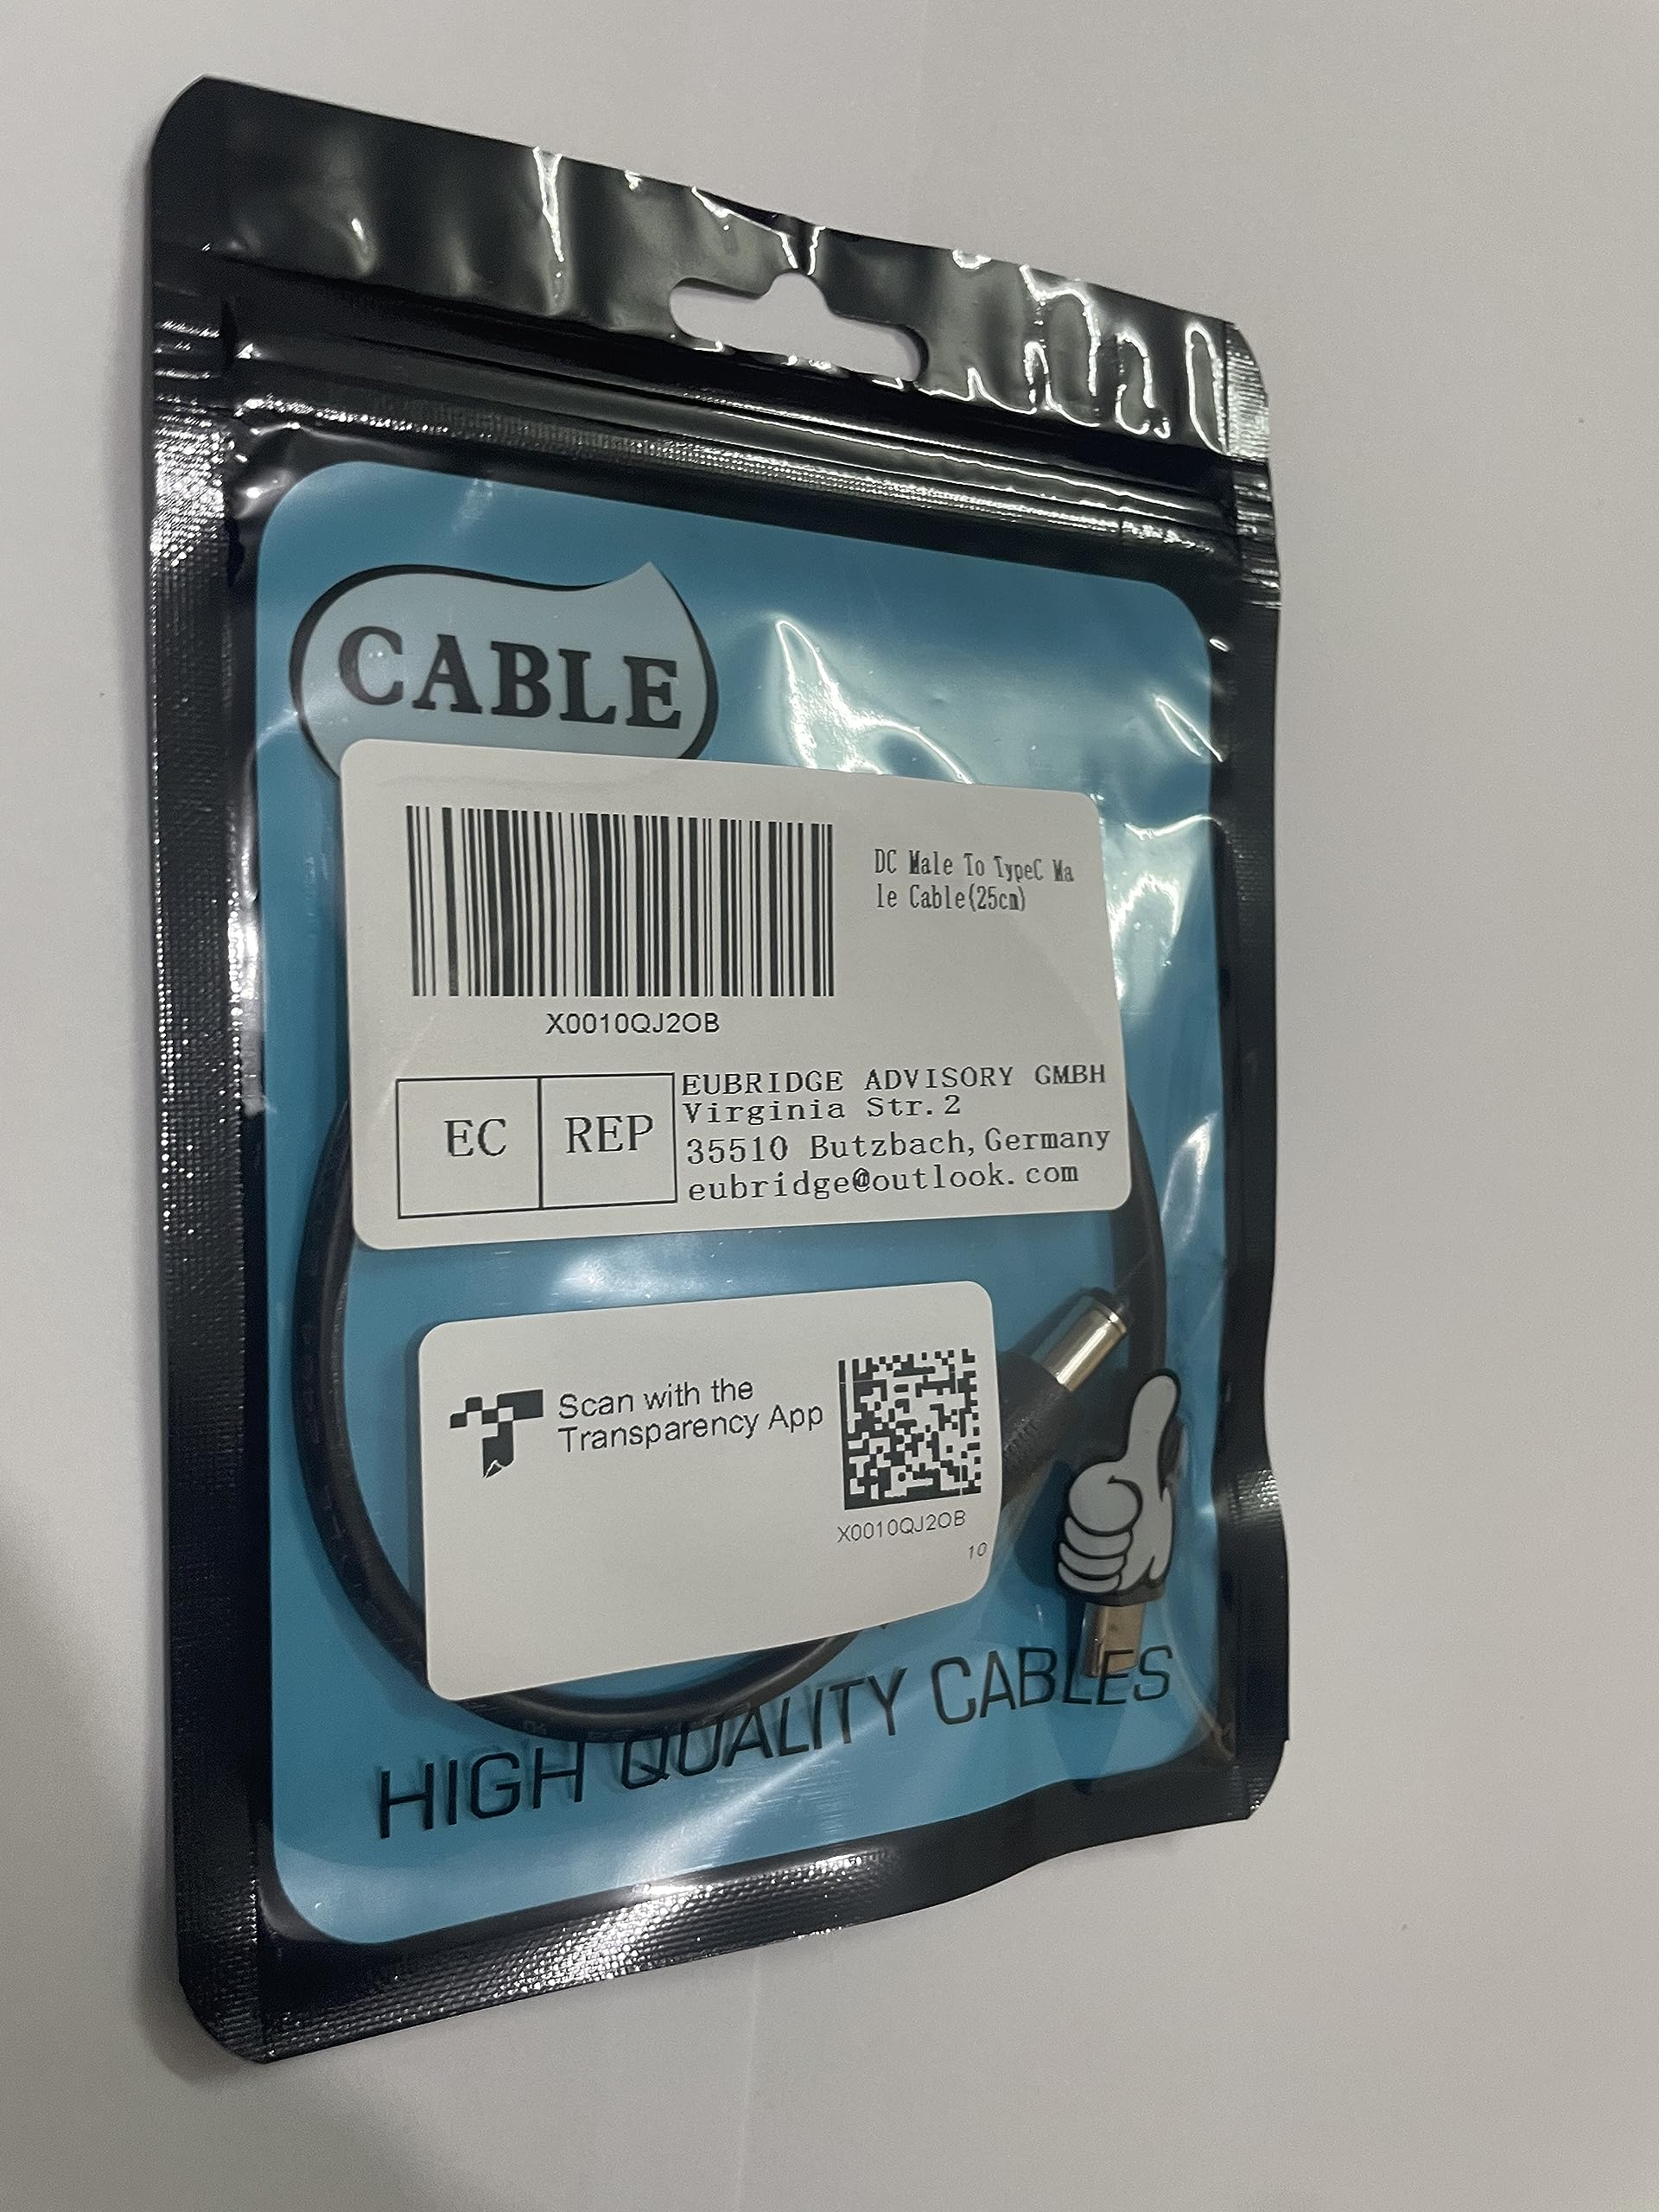 CABLE
DC Male To TypeC Ma
le Cable(25cm)
X0010QJ2OB
EC REP
EUBRIDGE ADVISORY GMBH
Virginia Str.2
35510 Butzbach,Germany
eubridge@outlook.com
Scan with the
Transparency App
X0010QJ2OB
10
HIGH QUALITY CABLES